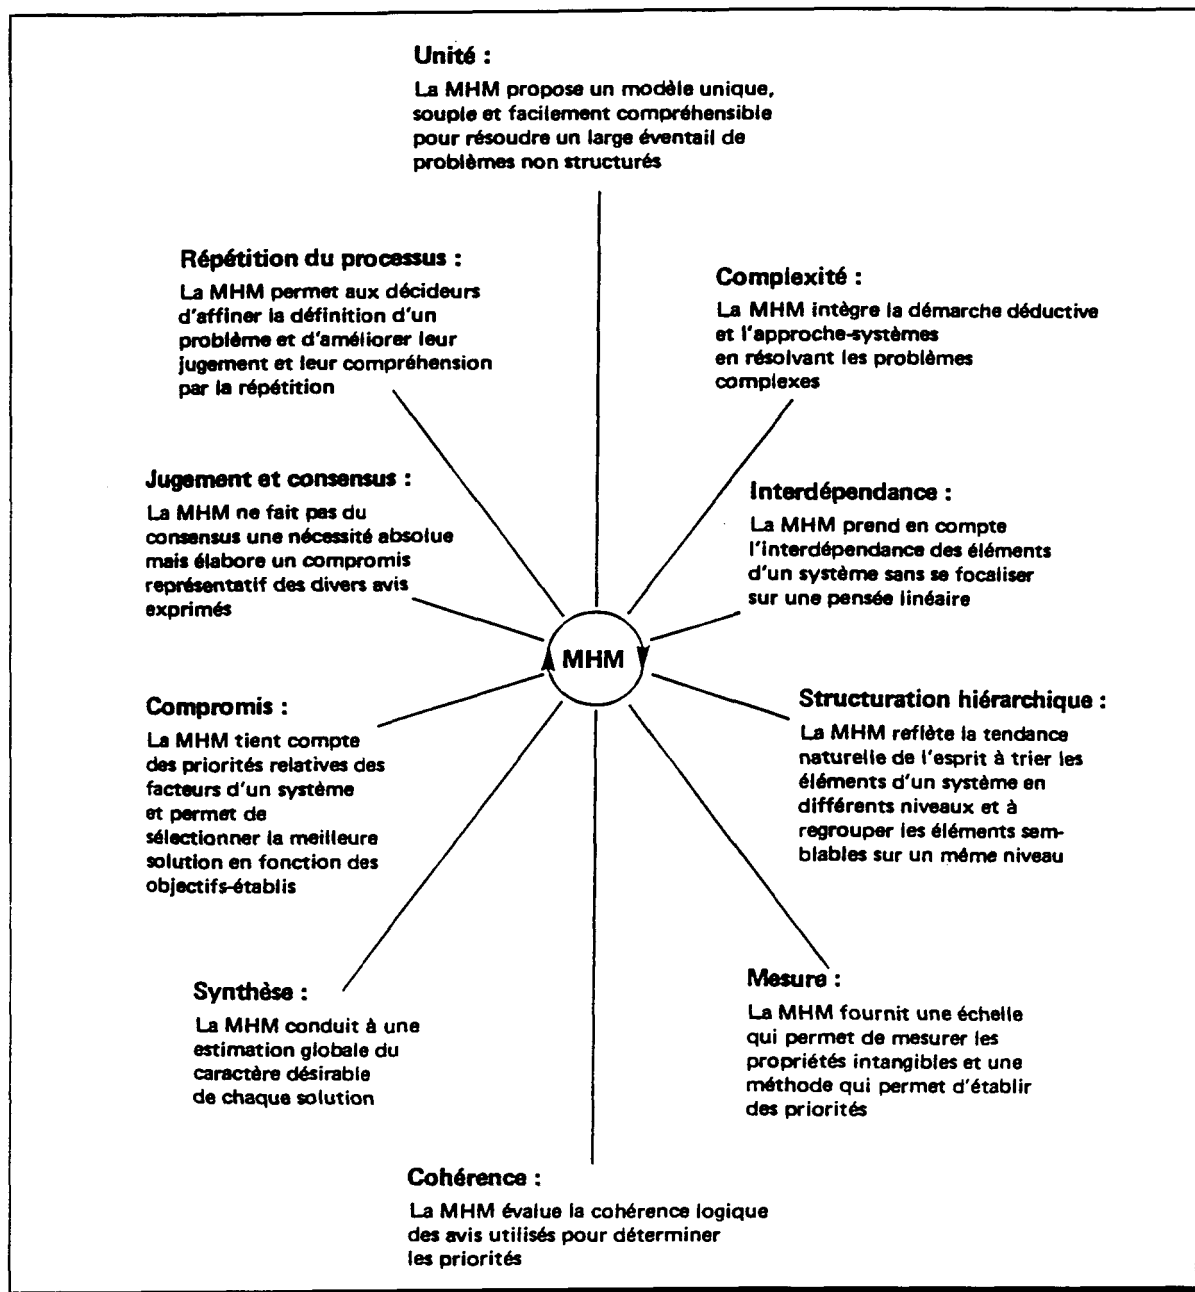 Unité :
La MHM propose un modèle unique,
souple et facilement compréhensible
pour résoudre un large éventail de
problèmes non structurés
Répétition du processus :
La MHM permet aux décideurs
d'affiner la définition d'un
problème et d'améliorer leur
jugement et leur compréhension
par la répétition
Complexité :
La MHM intègre la démarche déductive
et l'approche-systèmes
en résolvant les problèmes
complexes
Jugement et consensus :
La MHM ne fait pas du
consensus une nécessité absolue
mais élabore un compromis
représentatif des divers avis
exprimés
Interdépendance :
La MHM prend en compte
l'interdépendance des éléments
d'un système sans se focaliser
sur une pensée linéaire
MHM
Compromis :
La MHM tient compte
des priorités relatives des
facteurs d'un système
et permet de
sélectionner la meilleure
solution en fonction des
objectifs-établis
Structuration hiérarchique :
La MHM reflète la tendance
naturelle de l'esprit à trier les
éléments d'un système en
différents niveaux et à
regrouper les éléments sem-
blables sur un même niveau
Synthèse :
La MHM conduit à une
estimation globale du
caractère désirable
de chaque solution
Mesure :
La MHM fournit une échelle
qui permet de mesurer les
propriétés intangibles et une
méthode qui permet d'établir
des priorités
Cohérence :
La MHM évalue la cohérence logique
des avis utilisés pour déterminer
les priorités